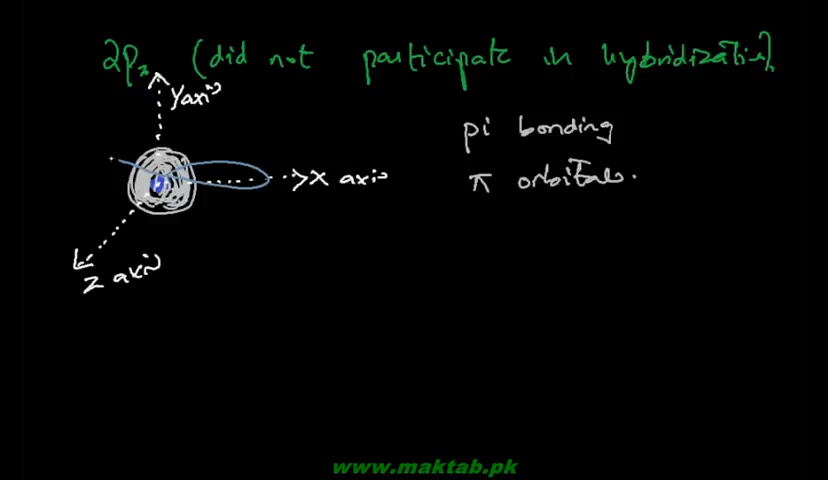 2pz (did not participate in hybridization)
Y axis
pi bonding
X axis
π orbitals.
Z axis
www.maktab.pk